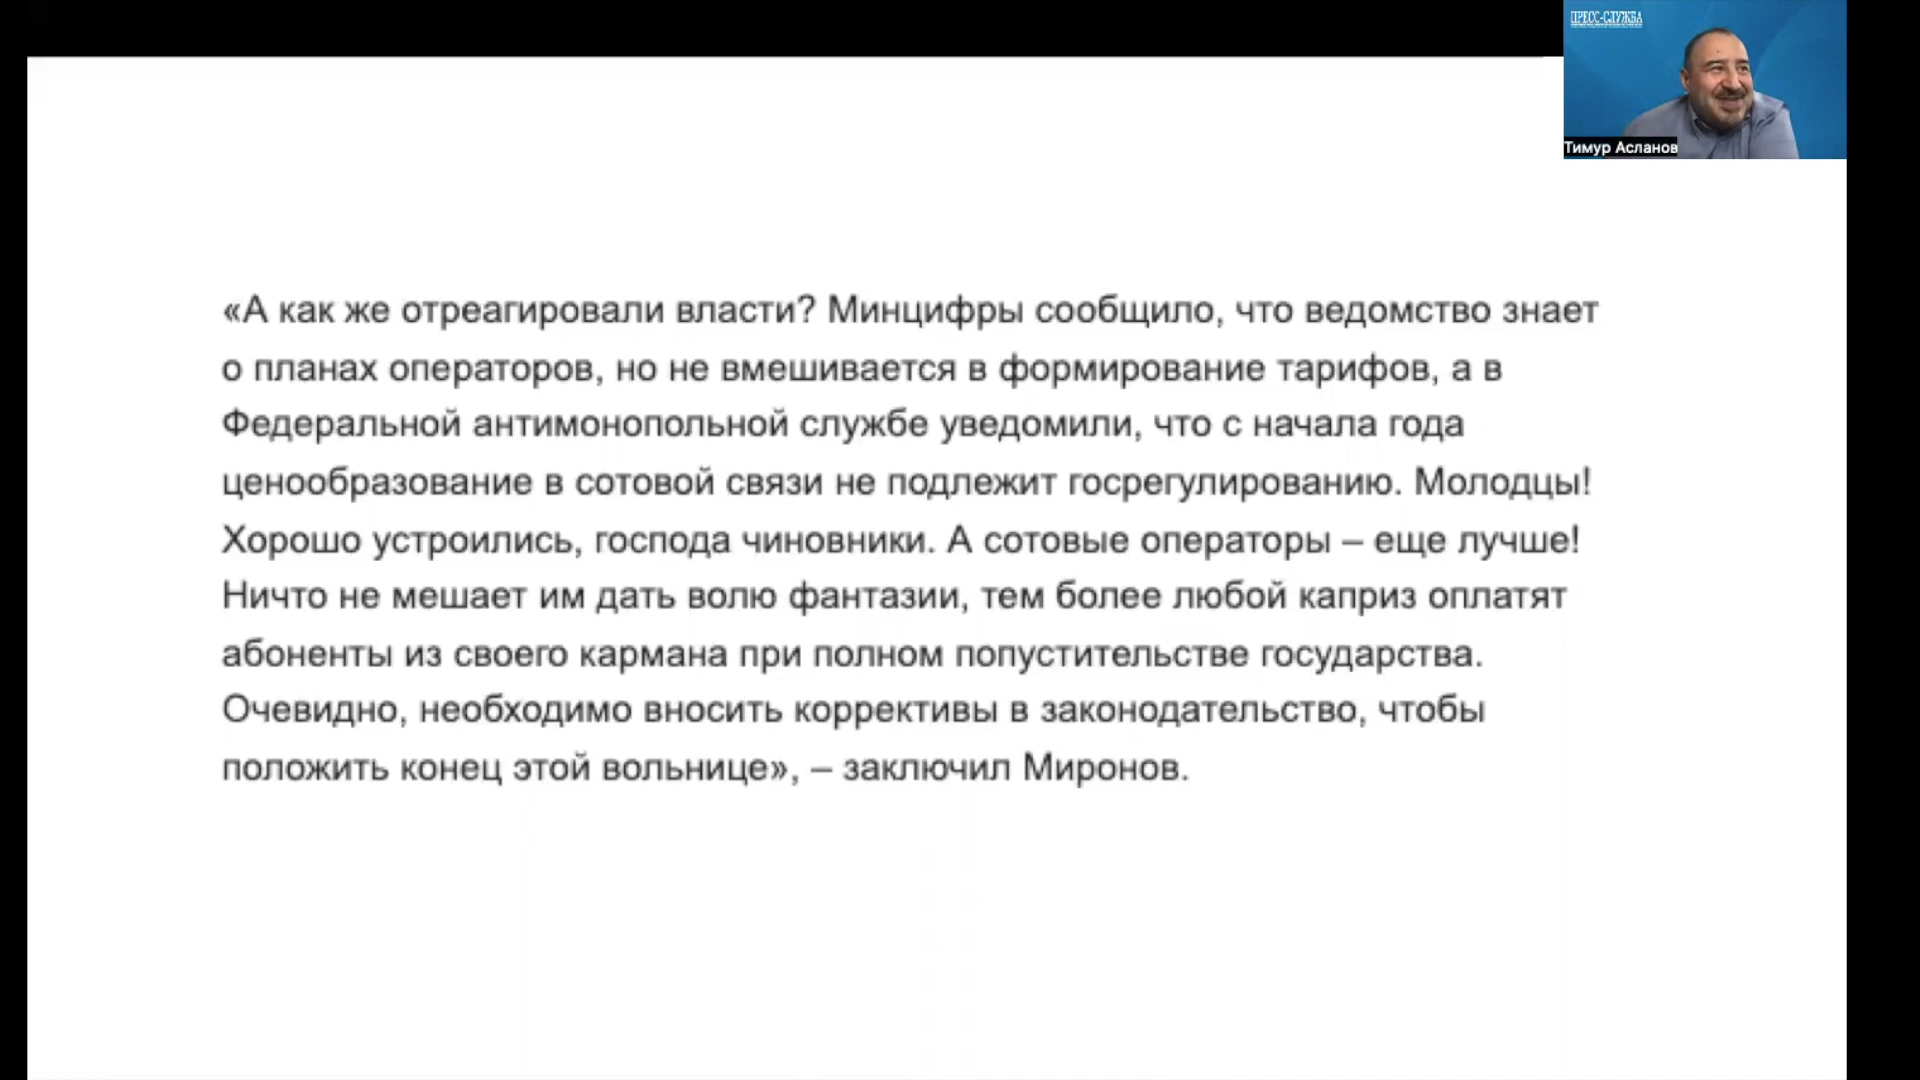 ПРЕСС-СЛУЖБА
Тимур Асланов
«А как же отреагировали власти? Минцифры сообщило, что ведомство знает
о планах операторов, но не вмешивается в формирование тарифов, а в
Федеральной антимонопольной службе уведомили, что с начала года
ценообразование в сотовой связи не подлежит госрегулированию. Молодцы!
Хорошо устроились, господа чиновники. А сотовые операторы – еще лучше!
Ничто не мешает им дать волю фантазии, тем более любой каприз оплатят
абоненты из своего кармана при полном попустительстве государства.
Очевидно, необходимо вносить коррективы в законодательство, чтобы
положить конец этой вольнице», – заключил Миронов.